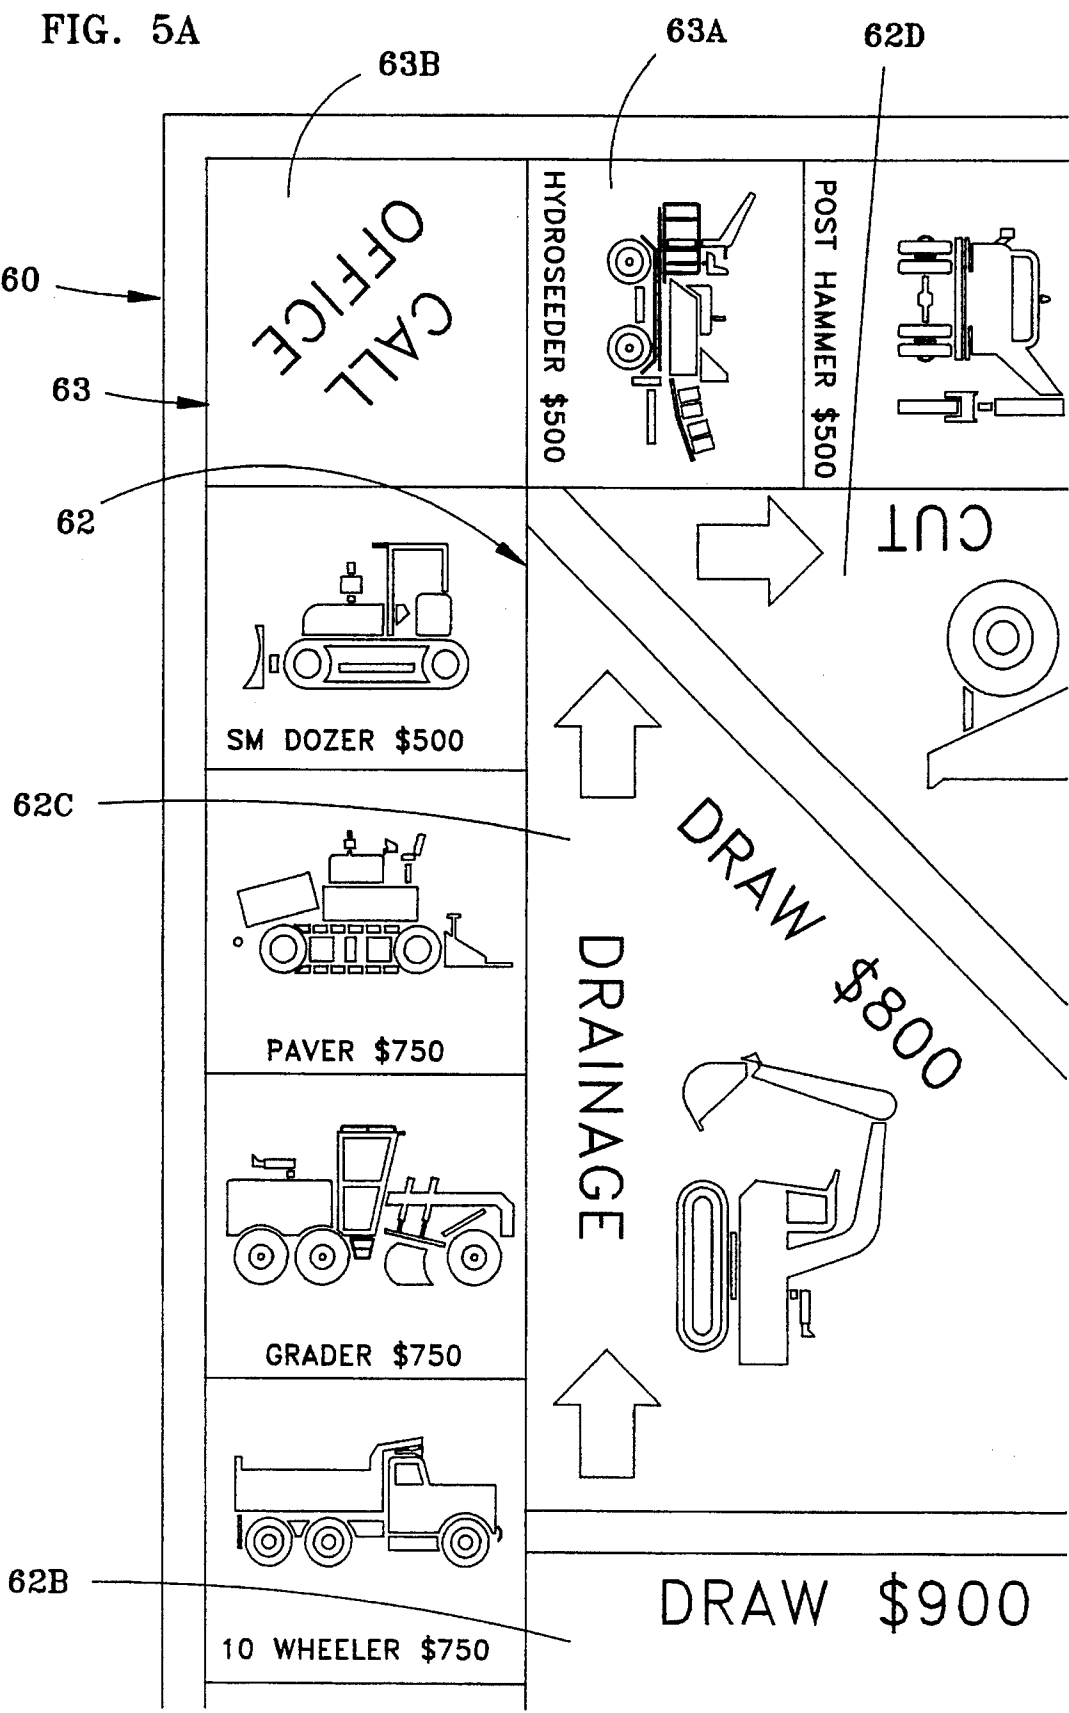 FIG. 5A
63B
63A
62D
60
63
62
62C
62B
CALL
OFFICE
HYDROSEEDER $500
POST HAMMER $500
SM DOZER $500
PAVER $750
GRADER $750
10 WHEELER $750
CUT
DRAW $800
DRAINAGE
DRAW $900